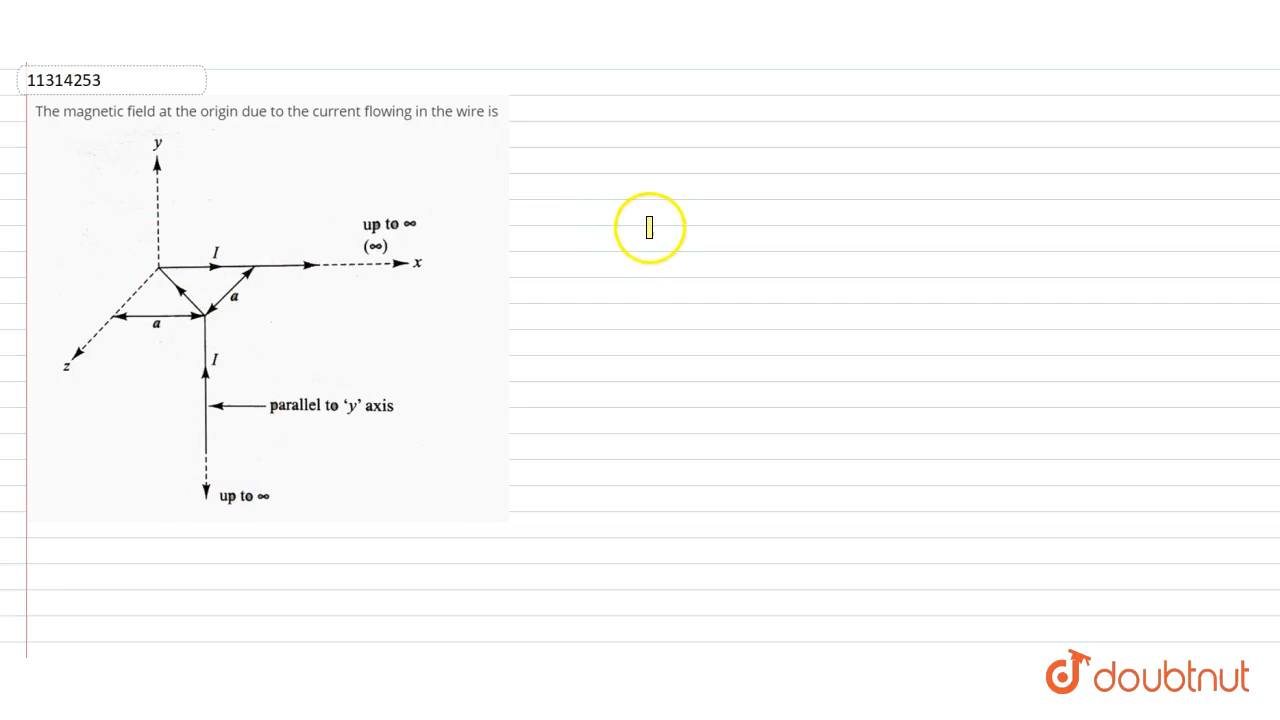 11314253
The magnetic field at the origin due to the current flowing in the wire is
y
up to ∞
(∞)
I
x
a
a
z
I
parallel to ‘y’ axis
up to ∞
doubtnut